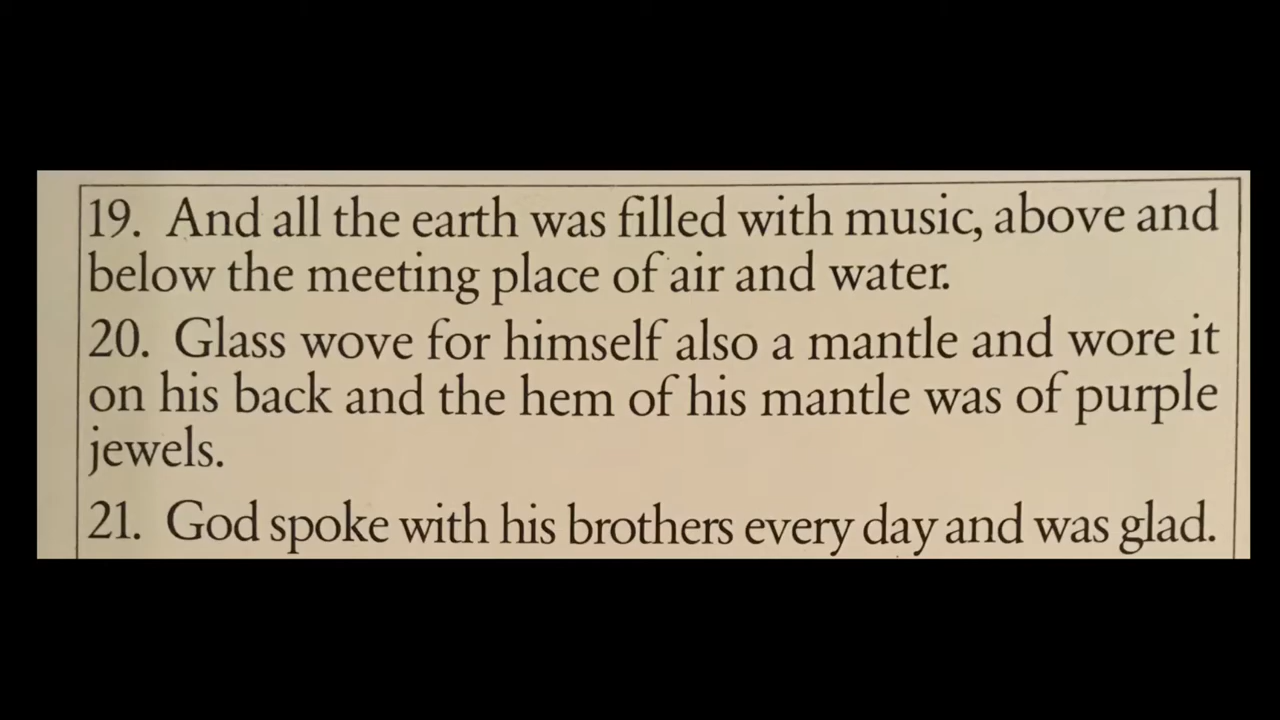 19. And all the earth was filled with music, above and
below the meeting place of air and water.
20. Glass wove for himself also a mantle and wore it
on his back and the hem of his mantle was of purple
jewels.
21. God spoke with his brothers every day and was glad.